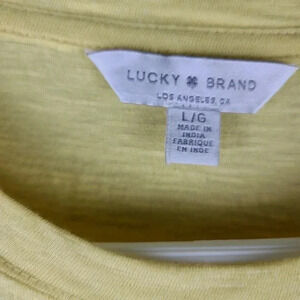 LUCKY BRAND
LOS ANGELES, CA
L/G
MADE IN
INDIA
FABRIQUE
EN INDE